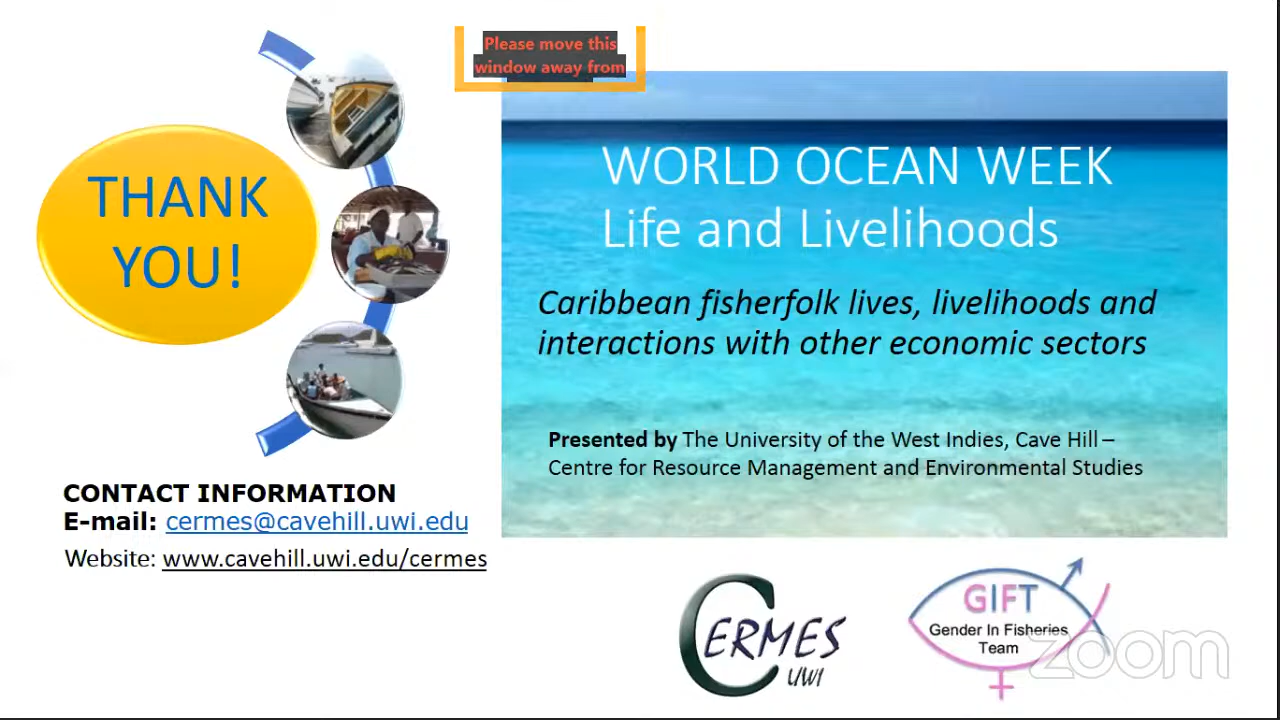 Please move this
window away from
THANK
YOU!
WORLD OCEAN WEEK
Life and Livelihoods
Caribbean fisherfolk lives, livelihoods and
interactions with other economic sectors
Presented by The University of the West Indies, Cave Hill –
Centre for Resource Management and Environmental Studies
CONTACT INFORMATION
E-mail: cermes@cavehill.uwi.edu
Website: www.cavehill.uwi.edu/cermes
CERMES
UWI
GIFT
Gender In Fisheries
Team
zoom